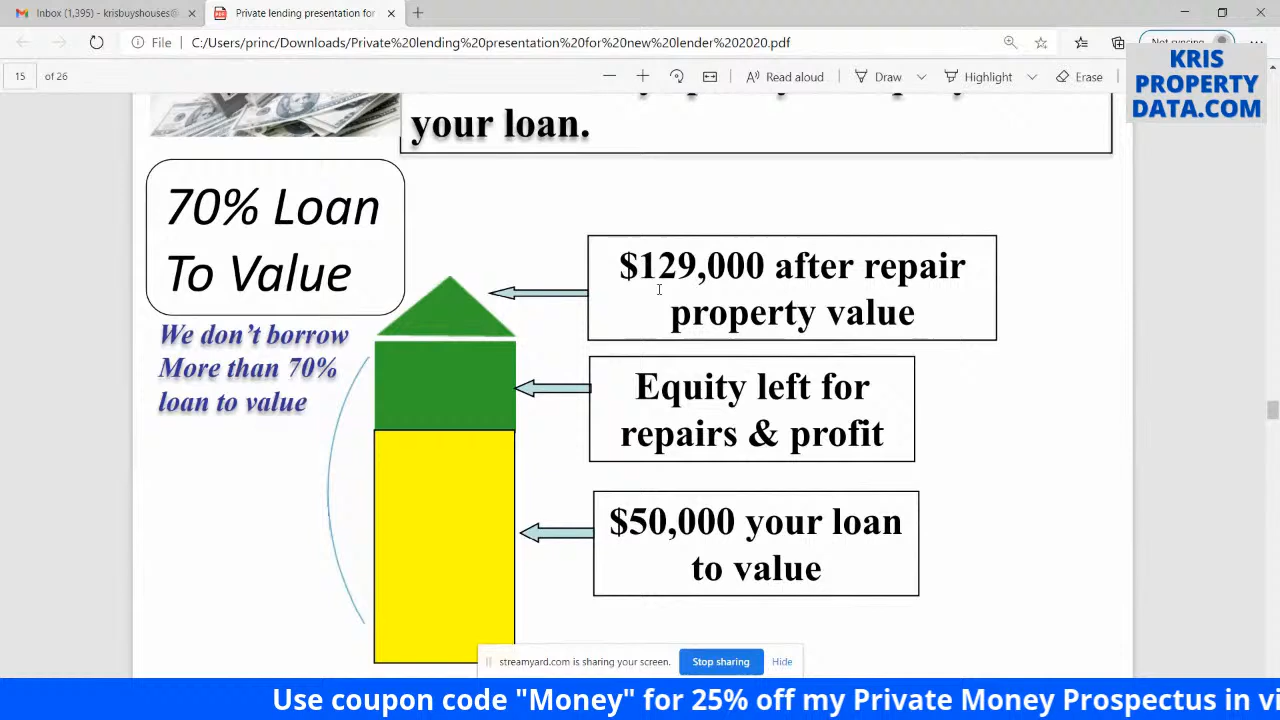 Inbox (1,395) - krisbuyshouses@
Private lending presentation for
File
C:/Users/princ/Downloads/Private%20lending%20presentation%20for%20new%20lender%202020.pdf
Not syncing
15 of 26
Read aloud
Draw
Highlight
Erase
KRIS
PROPERTY
DATA.COM
your loan.
70% Loan
To Value
We don't borrow
More than 70%
loan to value
$129,000 after repair
property value
Equity left for
repairs & profit
$50,000 your loan
to value
streamyard.com is sharing your screen.
Stop sharing
Hide
Use coupon code "Money" for 25% off my Private Money Prospectus in vi